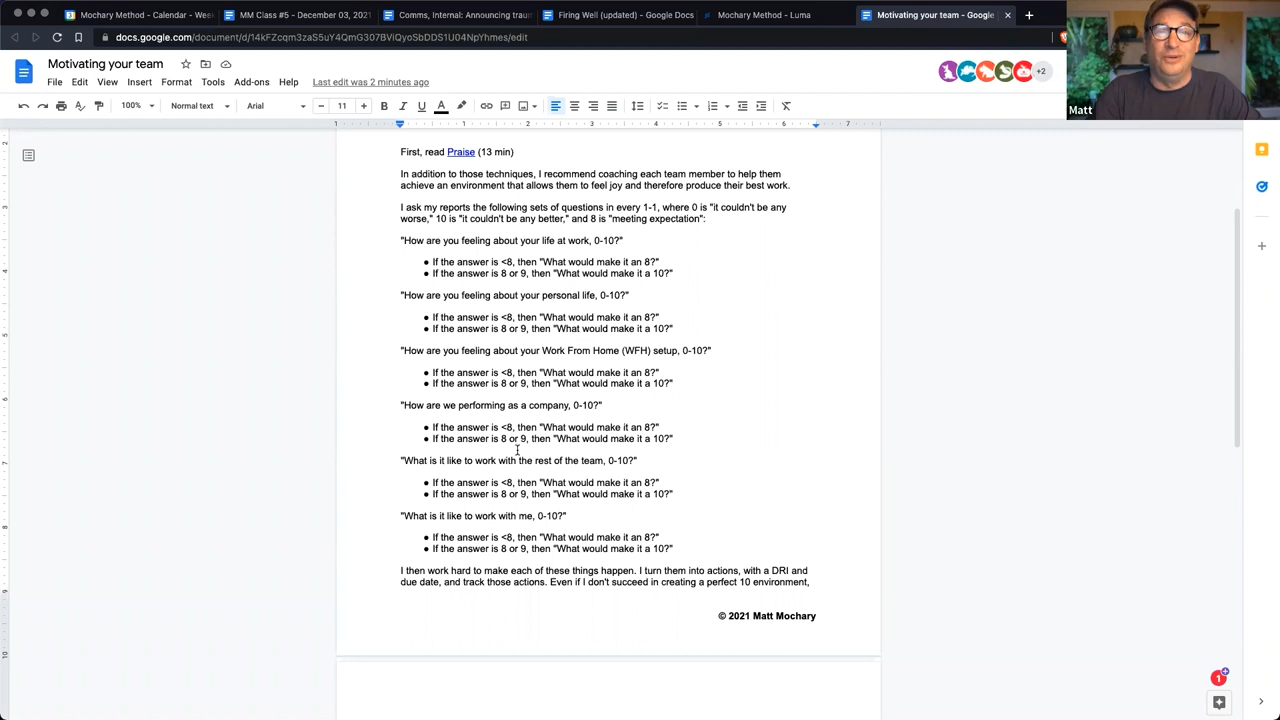 Mochary Method - Calendar - Week
MM Class #5 - December 03, 2021
Comms, Internal: Announcing traun
Firing Well (updated) - Google Docs
Mochary Method - Luma
Motivating your team - Google
docs.google.com/document/d/14kFZcqm3zaS5uY4QmG307BViQyoSbDDS1U04NpYhmes/edit
Motivating your team
File Edit View Insert Format Tools Add-ons Help Last edit was 2 minutes ago
+2
Matt
100% Normal text Arial 11 B I U A
1 1 2 3 4 5 6 7
First, read Praise (13 min)
In addition to those techniques, I recommend coaching each team member to help them
achieve an environment that allows them to feel joy and therefore produce their best work.
I ask my reports the following sets of questions in every 1-1, where 0 is "it couldn't be any
worse," 10 is "it couldn't be any better," and 8 is "meeting expectation":
"How are you feeling about your life at work, 0-10?"
● If the answer is <8, then "What would make it an 8?"
● If the answer is 8 or 9, then "What would make it a 10?"
"How are you feeling about your personal life, 0-10?"
● If the answer is <8, then "What would make it an 8?"
● If the answer is 8 or 9, then "What would make it a 10?"
"How are you feeling about your Work From Home (WFH) setup, 0-10?"
● If the answer is <8, then "What would make it an 8?"
● If the answer is 8 or 9, then "What would make it a 10?"
"How are we performing as a company, 0-10?"
● If the answer is <8, then "What would make it an 8?"
● If the answer is 8 or 9, then "What would make it a 10?"
"What is it like to work with the rest of the team, 0-10?"
● If the answer is <8, then "What would make it an 8?"
● If the answer is 8 or 9, then "What would make it a 10?"
"What is it like to work with me, 0-10?"
● If the answer is <8, then "What would make it an 8?"
● If the answer is 8 or 9, then "What would make it a 10?"
I then work hard to make each of these things happen. I turn them into actions, with a DRI and
due date, and track those actions. Even if I don't succeed in creating a perfect 10 environment,
© 2021 Matt Mochary
1